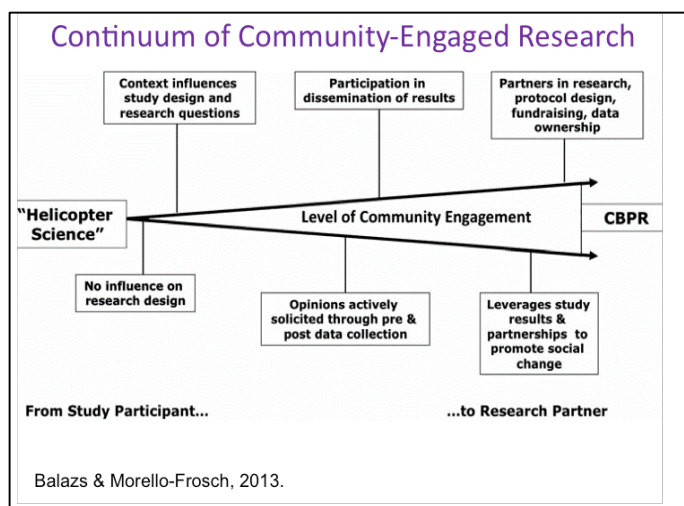 Continuum of Community-Engaged Research
Context influences
study design and
research questions
Participation in
dissemination of results
Partners in research,
protocol design,
fundraising, data
ownership
"Helicopter
Science"
Level of Community Engagement
CBPR
No influence on
research design
Opinions actively
solicited through pre &
post data collection
Leverages study
results &
partnerships to
promote social
change
From Study Participant...
...to Research Partner
Balazs & Morello-Frosch, 2013.